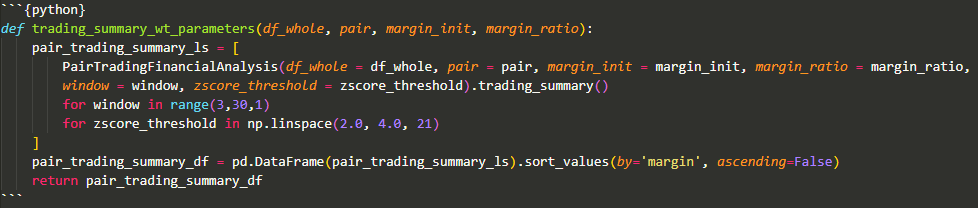 ```{python}
def trading_summary_wt_parameters(df_whole, pair, margin_init, margin_ratio):
    pair_trading_summary_ls = [
        PairTradingFinancialAnalysis(df_whole = df_whole, pair = pair, margin_init = margin_init, margin_ratio = margin_ratio,
        window = window, zscore_threshold = zscore_threshold).trading_summary()
        for window in range(3,30,1)
        for zscore_threshold in np.linspace(2.0, 4.0, 21)
    ]
    pair_trading_summary_df = pd.DataFrame(pair_trading_summary_ls).sort_values(by='margin', ascending=False)
    return pair_trading_summary_df
```